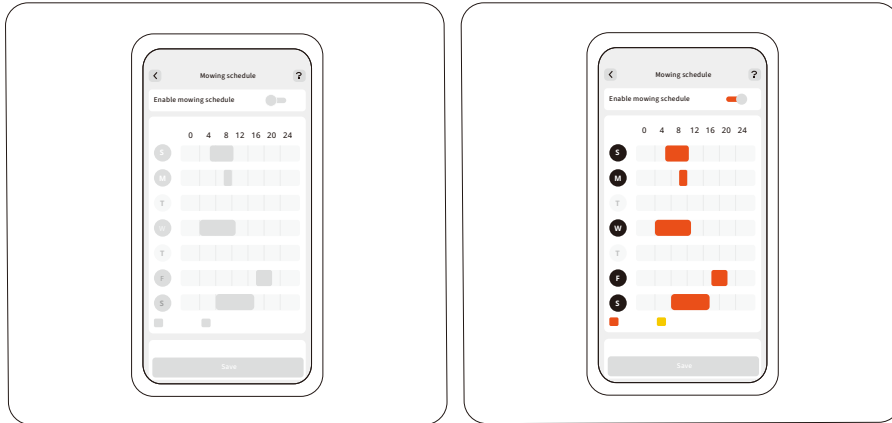 Mowing schedule ?
Enable mowing schedule
0 4 8 12 16 20 24
S
M
T
W
T
F
S
Save
Mowing schedule ?
Enable mowing schedule
0 4 8 12 16 20 24
S
M
T
W
T
F
S
Save